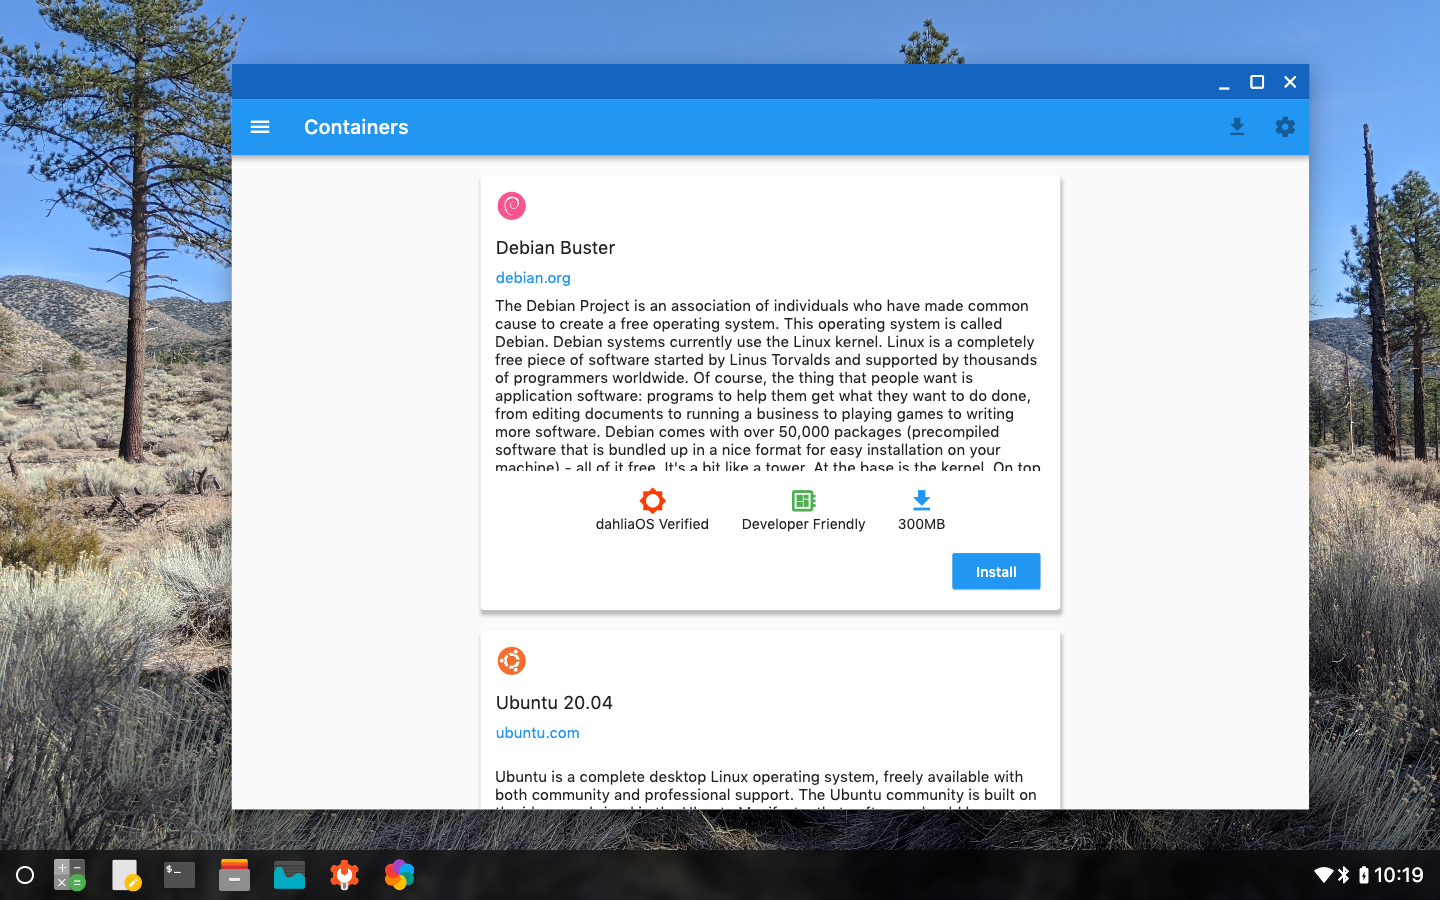 Containers
Debian Buster
debian.org
The Debian Project is an association of individuals who have made common
cause to create a free operating system. This operating system is called
Debian. Debian systems currently use the Linux kernel. Linux is a completely
free piece of software started by Linus Torvalds and supported by thousands
of programmers worldwide. Of course, the thing that people want is
application software: programs to help them get what they want to do done,
from editing documents to running a business to playing games to writing
more software. Debian comes with over 50,000 packages (precompiled
software that is bundled up in a nice format for easy installation on your
machine) - all of it free. It's a bit like a tower. At the base is the kernel. On top
dahliaOS Verified
Developer Friendly
300MB
Install
Ubuntu 20.04
ubuntu.com
Ubuntu is a complete desktop Linux operating system, freely available with
both community and professional support. The Ubuntu community is built on
$_
10:19